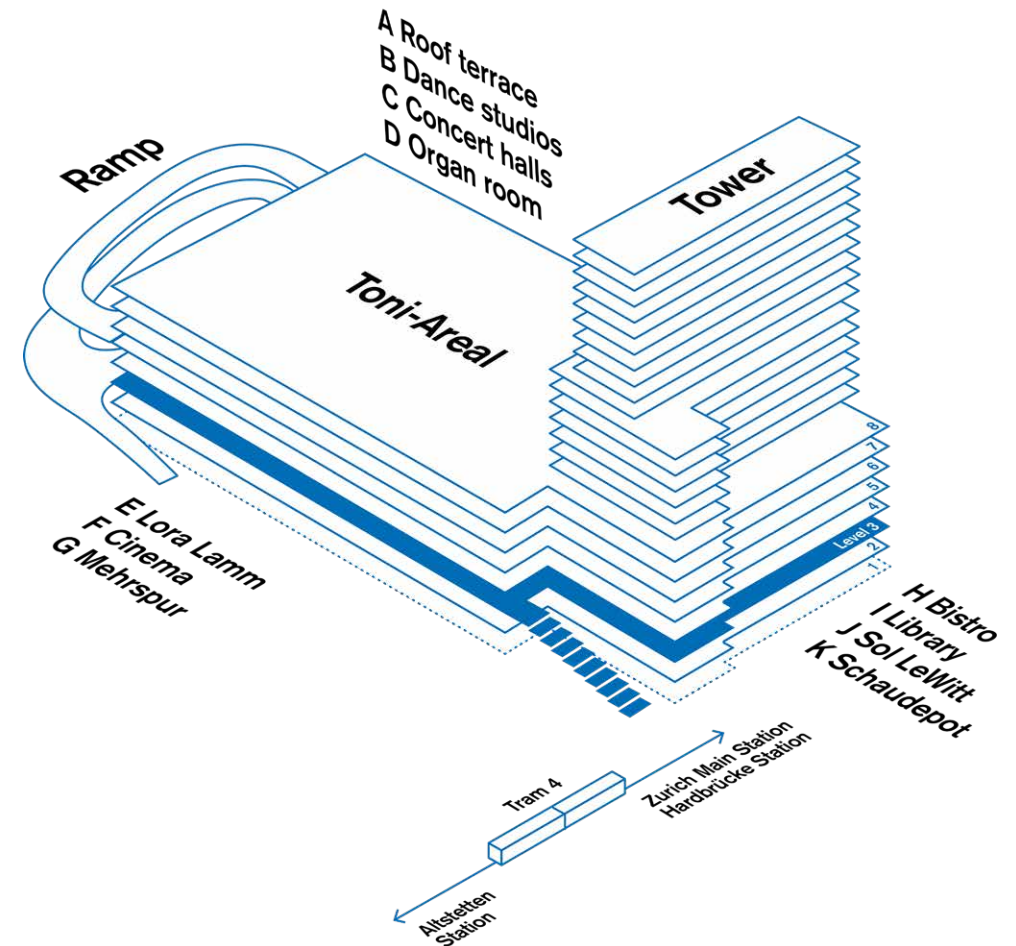 A Roof terrace
B Dance studios
C Concert halls
D Organ room
Ramp
Tower
Toni-Areal
8
7
6
5
4
Level 3
2
1
E Lora Lamm
F Cinema
G Mehrspur
H Bistro
I Library
J Sol LeWitt
K Schaudepot
Tram 4
Zurich Main Station
Hardbrücke Station
Altstetten
Station